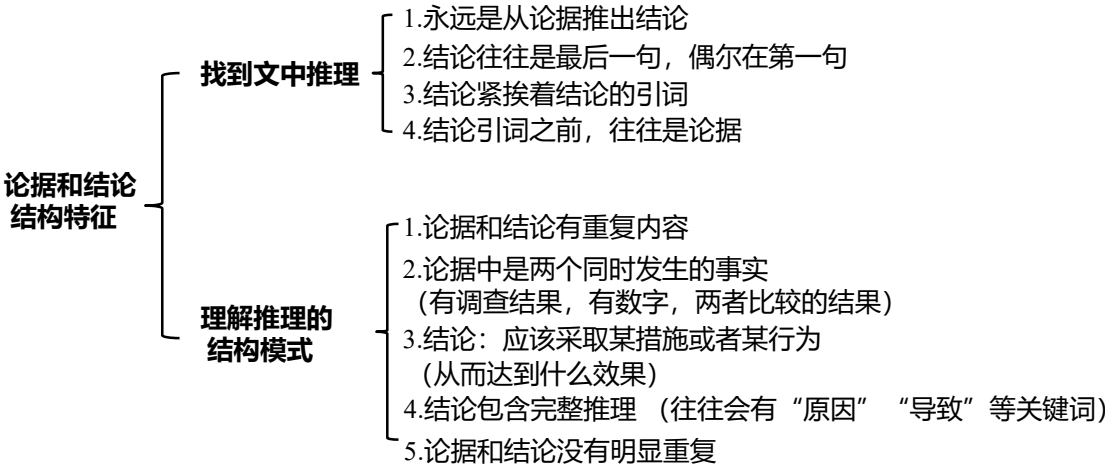 论据和结论
结构特征
找到文中推理
1.永远是从论据推出结论
2.结论往往是最后一句，偶尔在第一句
3.结论紧挨着结论的引词
4.结论引词之前，往往是论据
理解推理的
结构模式
1.论据和结论有重复内容
2.论据中是两个同时发生的事实
（有调查结果，有数字，两者比较的结果）
3.结论：应该采取某措施或者某行为
（从而达到什么效果）
4.结论包含完整推理 （往往会有“原因”“导致”等关键词）
5.论据和结论没有明显重复